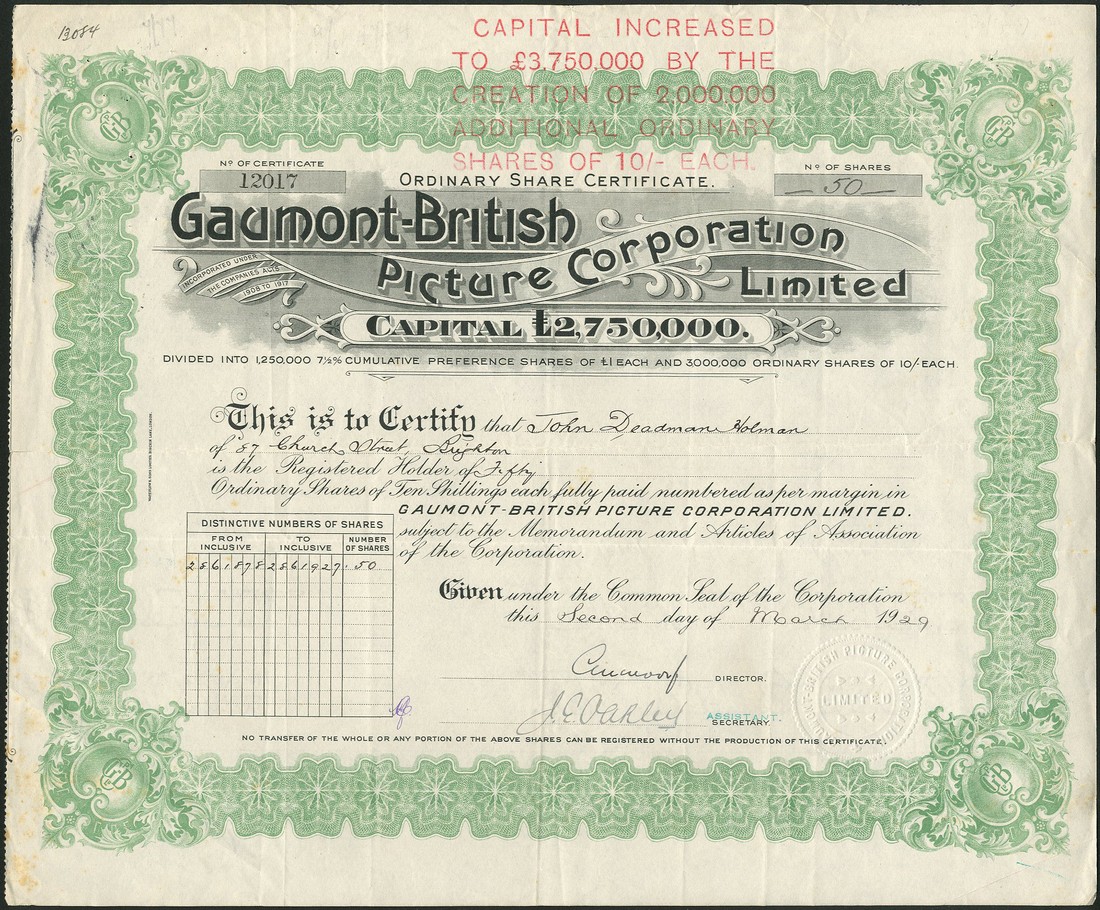 13084
CAPITAL INCREASED
TO £3,750,000 BY THE
CREATION OF 2,000,000
ADDITIONAL ORDINARY
SHARES OF 10/- EACH.
No OF CERTIFICATE
12017
ORDINARY SHARE CERTIFICATE.
No OF SHARES
— 50 —
Gaumont-British
Picture Corporation
Limited
INCORPORATED UNDER
THE COMPANIES ACTS
1908 TO 1917
CAPITAL £2,750,000.
DIVIDED INTO 1,250,000 7½% CUMULATIVE PREFERENCE SHARES OF £1 EACH AND 3,000,000 ORDINARY SHARES OF 10/- EACH.
This is to Certify that John Deadman Holman
of 87 Church Street, Brighton
is the Registered Holder of Fifty
Ordinary Shares of Ten Shillings each fully paid numbered as per margin in
GAUMONT-BRITISH PICTURE CORPORATION LIMITED.
subject to the Memorandum and Articles of Association
of the Corporation.
DISTINCTIVE NUMBERS OF SHARES
FROM INCLUSIVE TO INCLUSIVE NUMBER OF SHARES
2861878 2861927 50
Given under the Common Seal of the Corporation
this Second day of March 1929
DIRECTOR.
J.E. Oakley ASSISTANT.
SECRETARY.
GAUMONT-BRITISH PICTURE CORPORATION
LIMITED
NO TRANSFER OF THE WHOLE OR ANY PORTION OF THE ABOVE SHARES CAN BE REGISTERED WITHOUT THE PRODUCTION OF THIS CERTIFICATE.